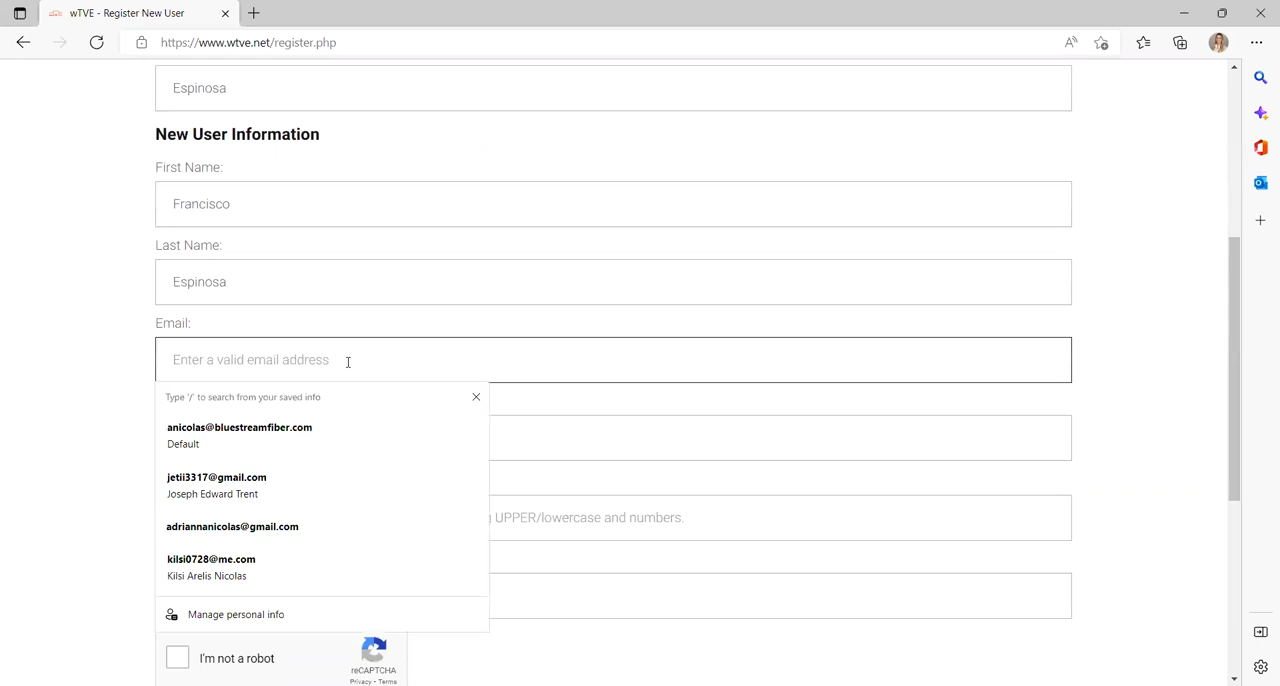 wTVE - Register New User
https://www.wtve.net/register.php
Espinosa
New User Information
First Name:
Francisco
Last Name:
Espinosa
Email:
Enter a valid email address
Type '/' to search from your saved info
anicolas@bluestreamfiber.com
Default
jetii3317@gmail.com
Joseph Edward Trent
UPPER/lowercase and numbers.
adriannanicolas@gmail.com
kilsi0728@me.com
Kilsi Arelis Nicolas
Manage personal info
I'm not a robot
reCAPTCHA
Privacy - Terms